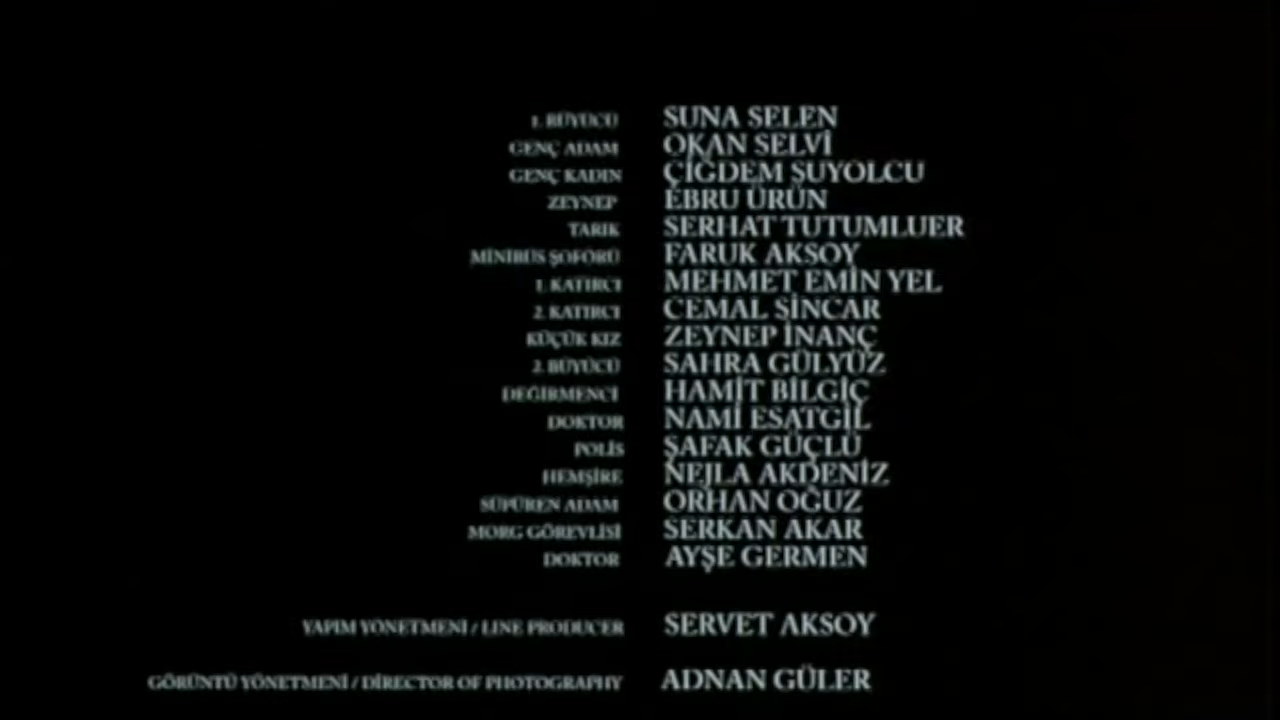 1. BÜYÜCÜ SUNA SELEN
GENÇ ADAM OKAN SELVİ
GENÇ KADIN ÇİĞDEM SUYOLCU
ZEYNEP EBRU ÜRÜN
TARIK SERHAT TUTUMLUER
MİNİBÜS ŞOFÖRÜ FARUK AKSOY
1. KATIRCI MEHMET EMİN YEL
2. KATIRCI CEMAL SİNCAR
KÜÇÜK KIZ ZEYNEP İNANÇ
2. BÜYÜCÜ SAHRA GÜLYÜZ
DEĞİRMENCİ HAMİT BİLGİÇ
DOKTOR NAMİ ESATGİL
POLİS ŞAFAK GÜÇLÜ
HEMŞİRE NEJLA AKDENİZ
SÜPÜREN ADAM ORHAN OĞUZ
MORG GÖREVLİSİ SERKAN AKAR
DOKTOR AYŞE GERMEN
YAPIM YÖNETMENİ / LINE PRODUCER SERVET AKSOY
GÖRÜNTÜ YÖNETMENİ / DİRECTOR OF PHOTOGRAPHY ADNAN GÜLER